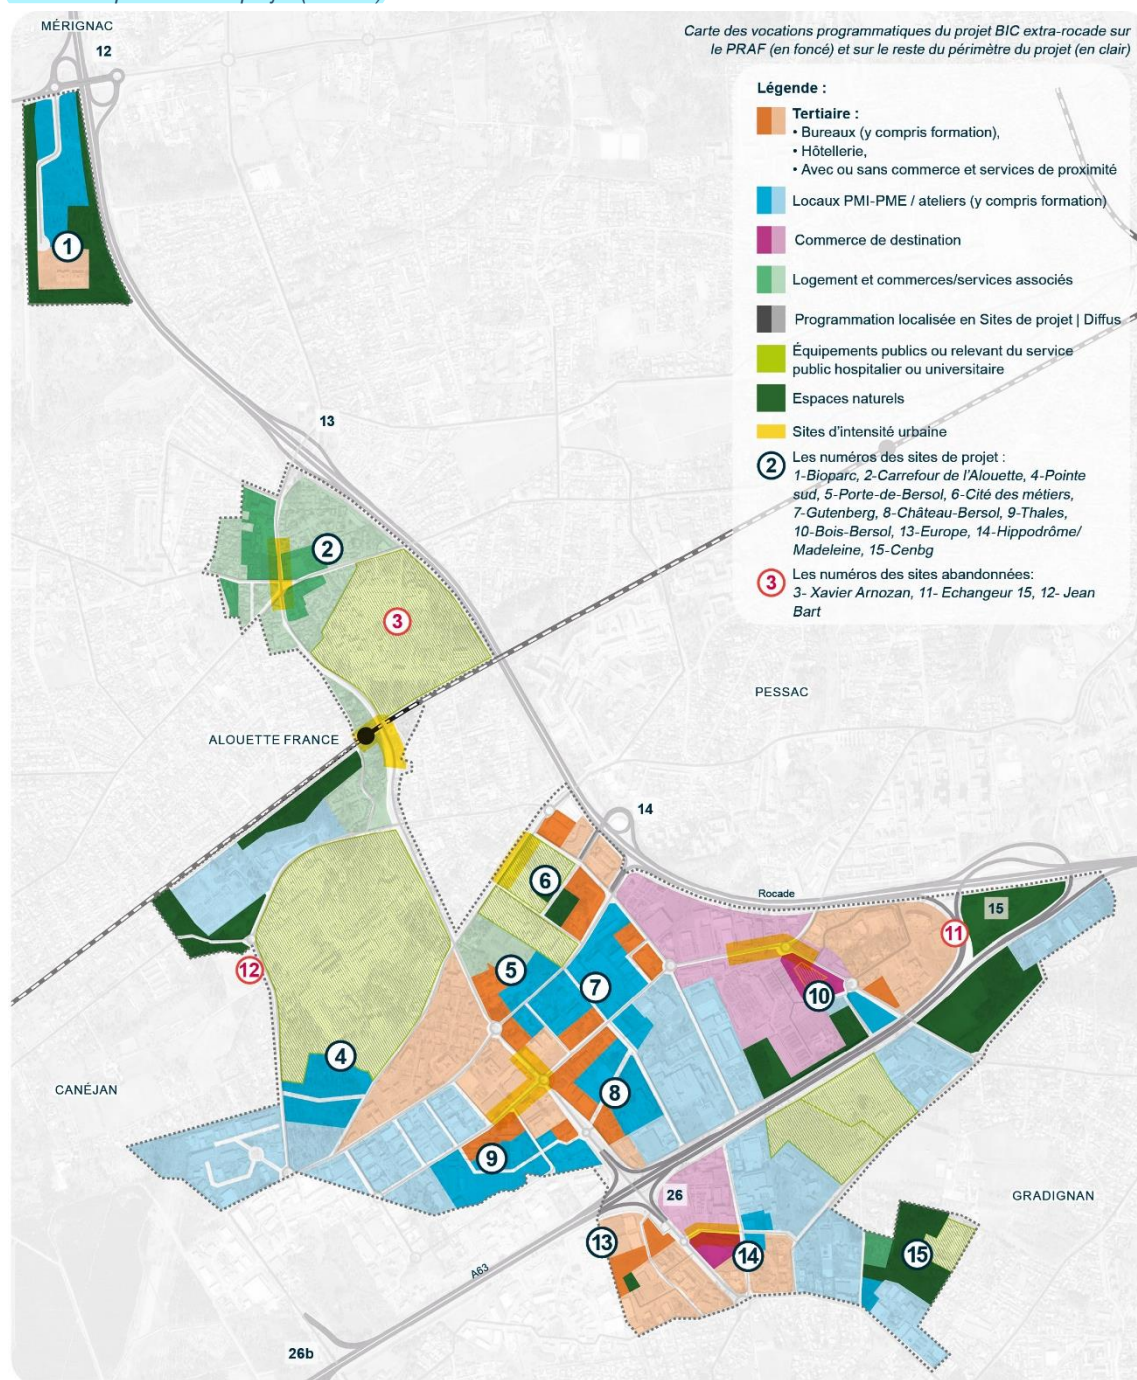 MÉRIGNAC
12
Carte des vocations programmatiques du projet BIC extra-rocade sur
le PRAF (en foncé) et sur le reste du périmètre du projet (en clair)
Légende :
Tertiaire :
• Bureaux (y compris formation),
• Hôtellerie,
• Avec ou sans commerce et services de proximité
Locaux PMI-PME / ateliers (y compris formation)
Commerce de destination
Logement et commerces/services associés
Programmation localisée en Sites de projet | Diffus
Équipements publics ou relevant du service
public hospitalier ou universitaire
Espaces naturels
Sites d'intensité urbaine
2
Les numéros des sites de projet :
1-Bioparc, 2-Carrefour de l'Alouette, 4-Pointe
sud, 5-Porte-de-Bersol, 6-Cité des métiers,
7-Gutenberg, 8-Château-Bersol, 9-Thales,
10-Bois-Bersol, 13-Europe, 14-Hippodrôme/
Madeleine, 15-Cenbg
3
Les numéros des sites abandonnées:
3- Xavier Arnozan, 11- Echangeur 15, 12- Jean
Bart
1
13
2
3
PESSAC
ALOUETTE FRANCE
14
6
Rocade
15
11
12
5
7
10
4
8
CANÉJAN
9
26
GRADIGNAN
13
14
15
A63
26b